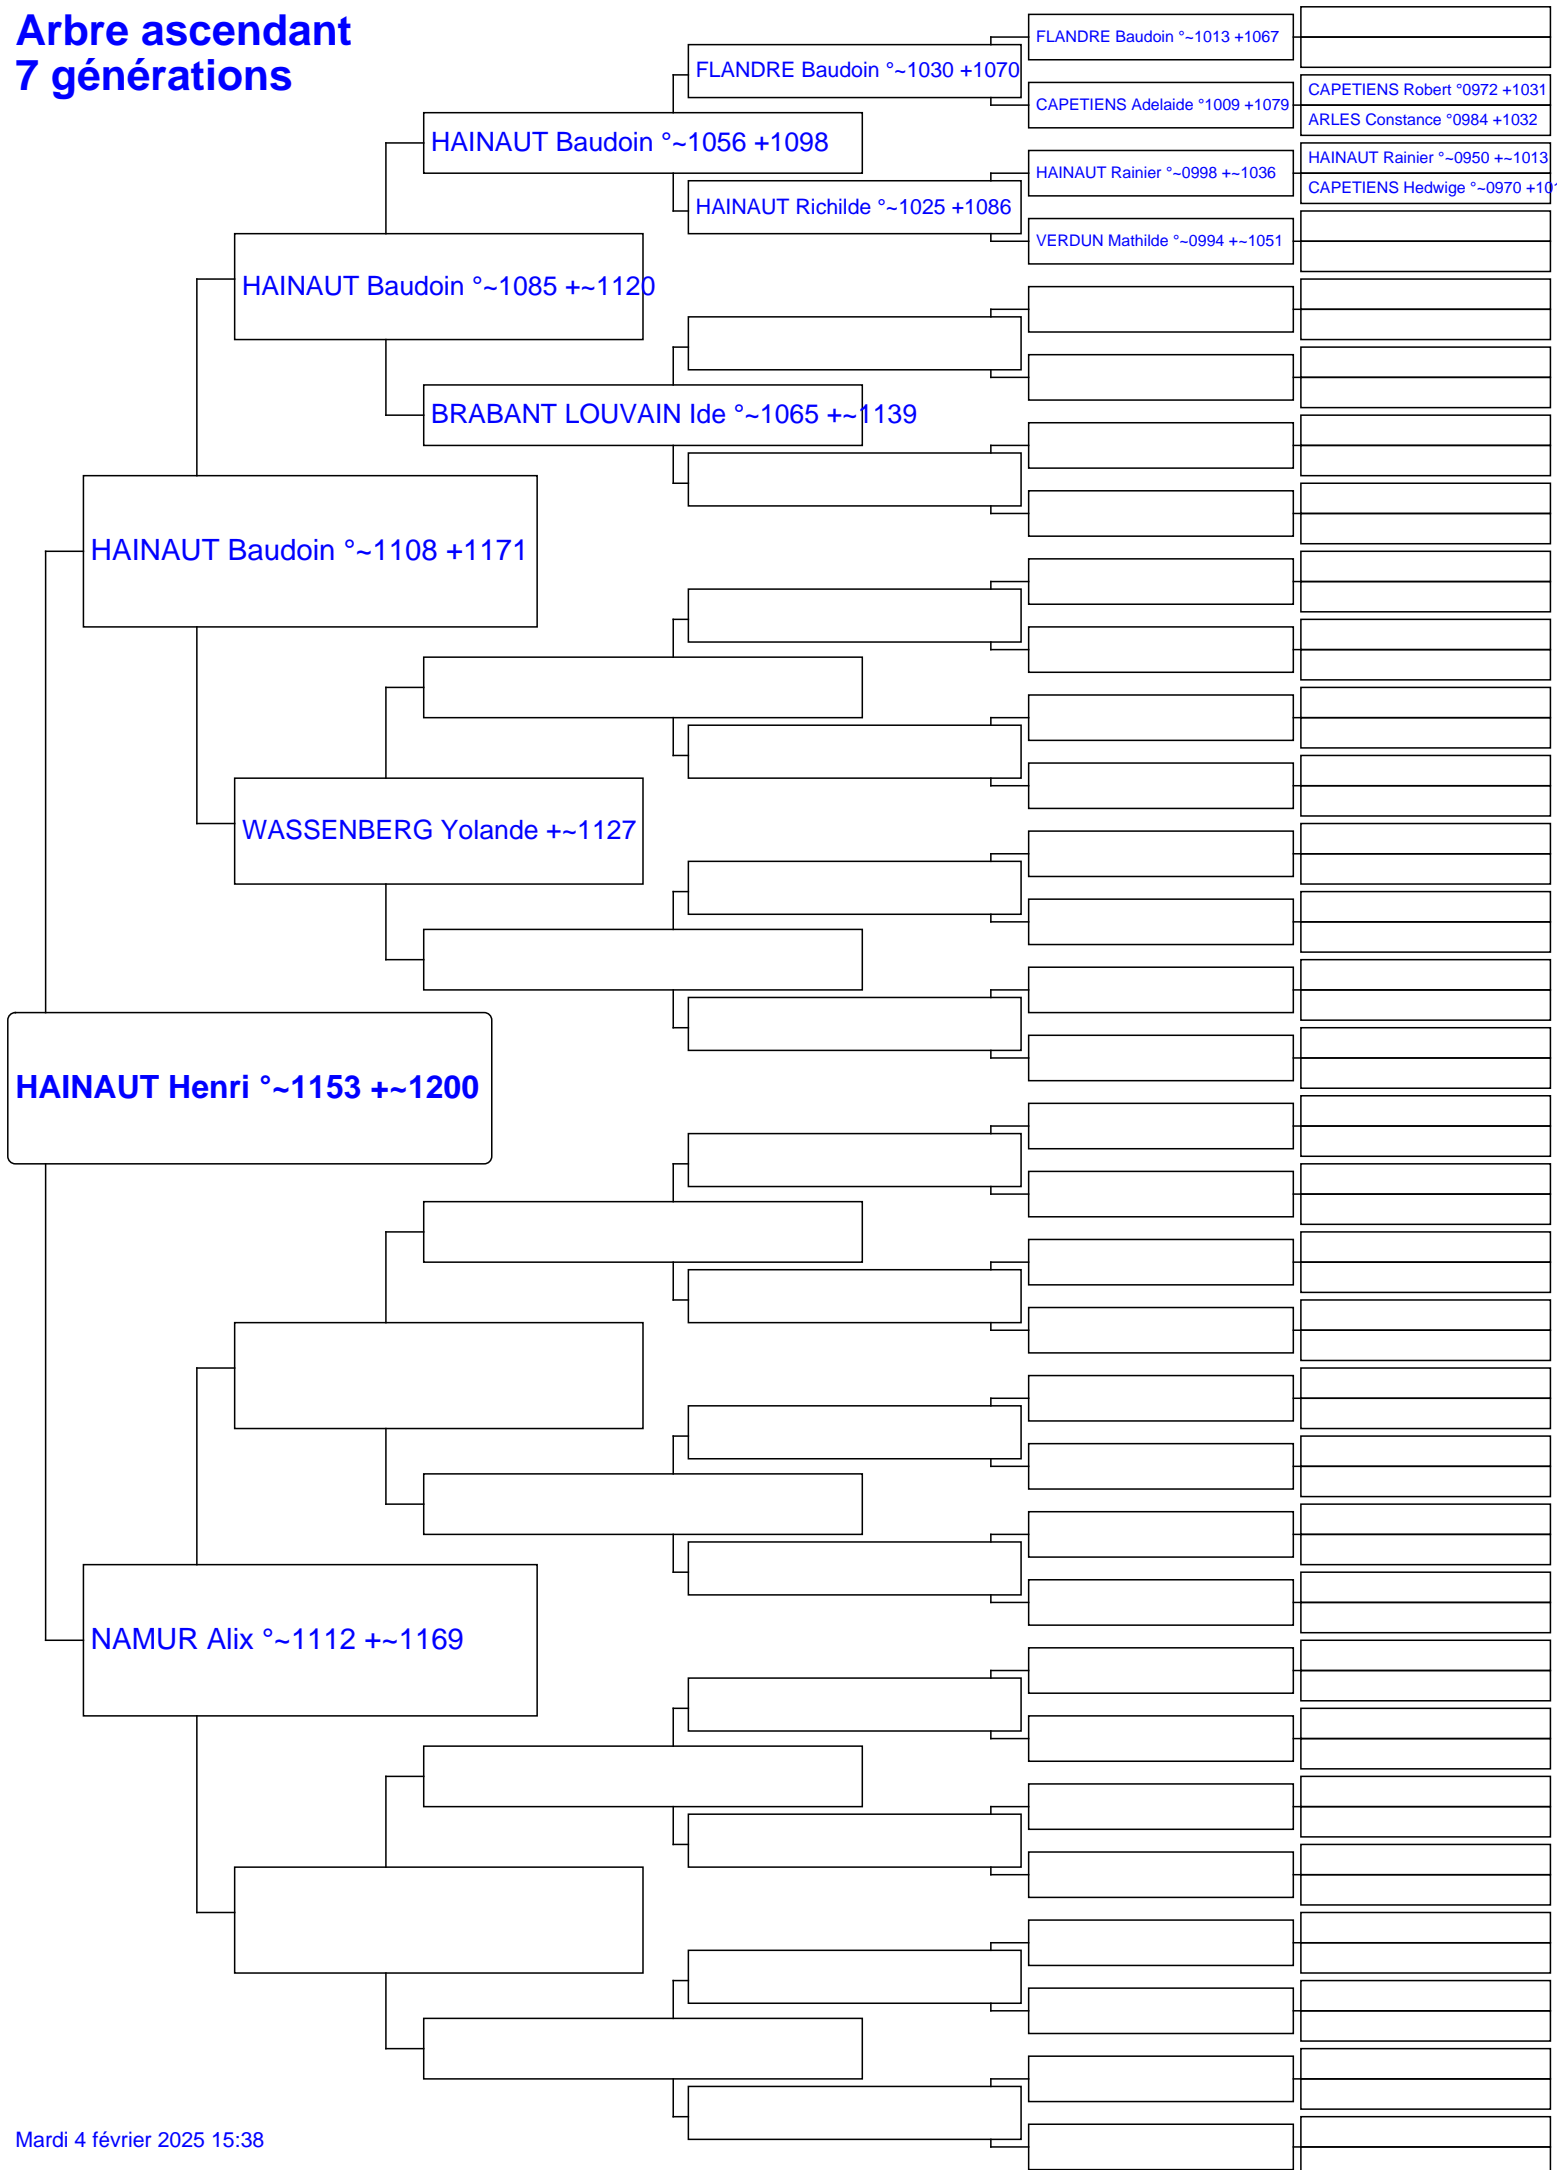 Arbre ascendant
7 générations
FLANDRE Baudoin °~1013 +1067
FLANDRE Baudoin °~1030 +1070
CAPETIENS Robert °0972 +1031
CAPETIENS Adelaide °1009 +1079
ARLES Constance °0984 +1032
HAINAUT Baudoin °~1056 +1098
HAINAUT Rainier °~0950 +~1013
HAINAUT Rainier °~0998 +~1036
CAPETIENS Hedwige °~0970
HAINAUT Richilde °~1025 +1086
VERDUN Mathilde °~0994 +~1051
HAINAUT Baudoin °~1085 +~1120
BRABANT LOUVAIN Ide °~1065 +~1139
HAINAUT Baudoin °~1108 +1171
WASSENBERG Yolande +~1127
HAINAUT Henri °~1153 +~1200
NAMUR Alix °~1112 +~1169
Mardi 4 février 2025 15:38